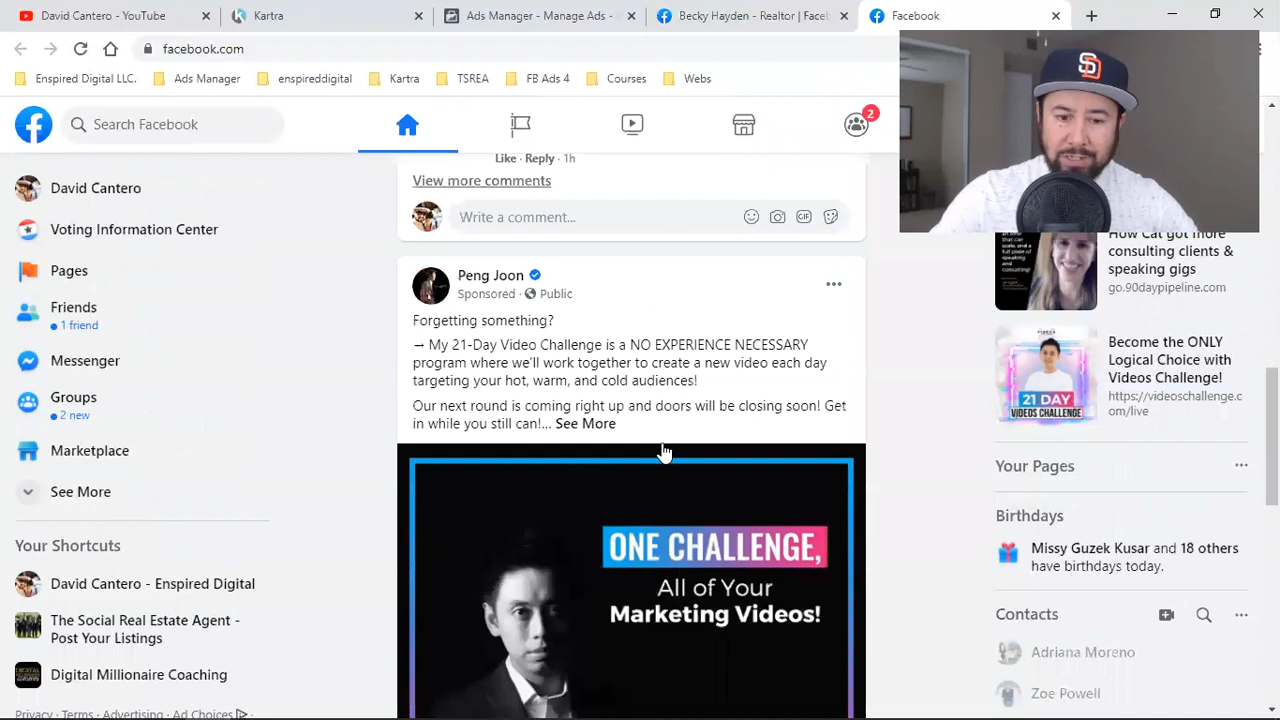 David Cantero - YouTube
Kartra
Ads Manager - Manage Ads -
Becky Hayden - Realtor | Faceb
Facebook
facebook.com
Enspired Digital LLC.
Ads Manager
enspireddigital
Kartra
TSREA
FB Ads 4
Courses
Webs
Search Facebook
2
SD
David Cantero
Voting Information Center
Pages
Friends
1 friend
Messenger
Groups
2 new
Marketplace
See More
Your Shortcuts
David Cantero - Enspired Digital
The Social Real Estate Agent -
Post Your Listings
Digital Millionaire Coaching
Privacy · Terms · Advertising · Ad Choices
Like · Reply · 1h
View more comments
Write a comment...
GIF
Peng Joon
Sponsored · Public
Forgetting something?
→ My 21-Day Video Challenge is a NO EXPERIENCE NECESSARY
program where we'll work together to create a new video each day
targeting your hot, warm, and cold audiences!
Our next round is coming right up and doors will be closing soon! Get
in while you still can!... See More
ONE CHALLENGE,
All of Your
Marketing Videos!
How Cat got more
consulting clients &
speaking gigs
go.90daypipeline.com
21 DAY
VIDEOS CHALLENGE
Become the ONLY
Logical Choice with
Videos Challenge!
https://videoschallenge.c
om/live
Your Pages
Birthdays
Missy Guzek Kusar and 18 others
have birthdays today.
Contacts
Adriana Moreno
Zoe Powell